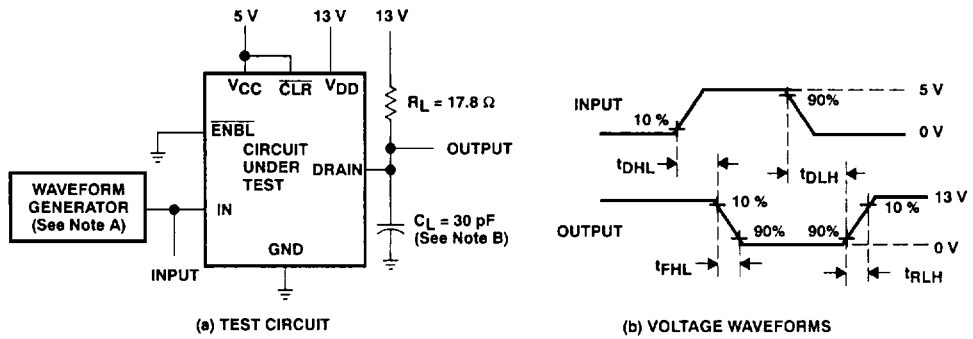 5 V 13 V 13 V
VCC CLR VDD
RL = 17.8 Ω
ENBL
CIRCUIT
UNDER
TEST
DRAIN
OUTPUT
WAVEFORM
GENERATOR
(See Note A)
IN
CL = 30 pF
(See Note B)
GND
INPUT
(a) TEST CIRCUIT
INPUT
10 %
90%
5 V
0 V
tDHL
tDLH
OUTPUT
10 %
90%
90%
10 %
13 V
0 V
tFHL
tRLH
(b) VOLTAGE WAVEFORMS